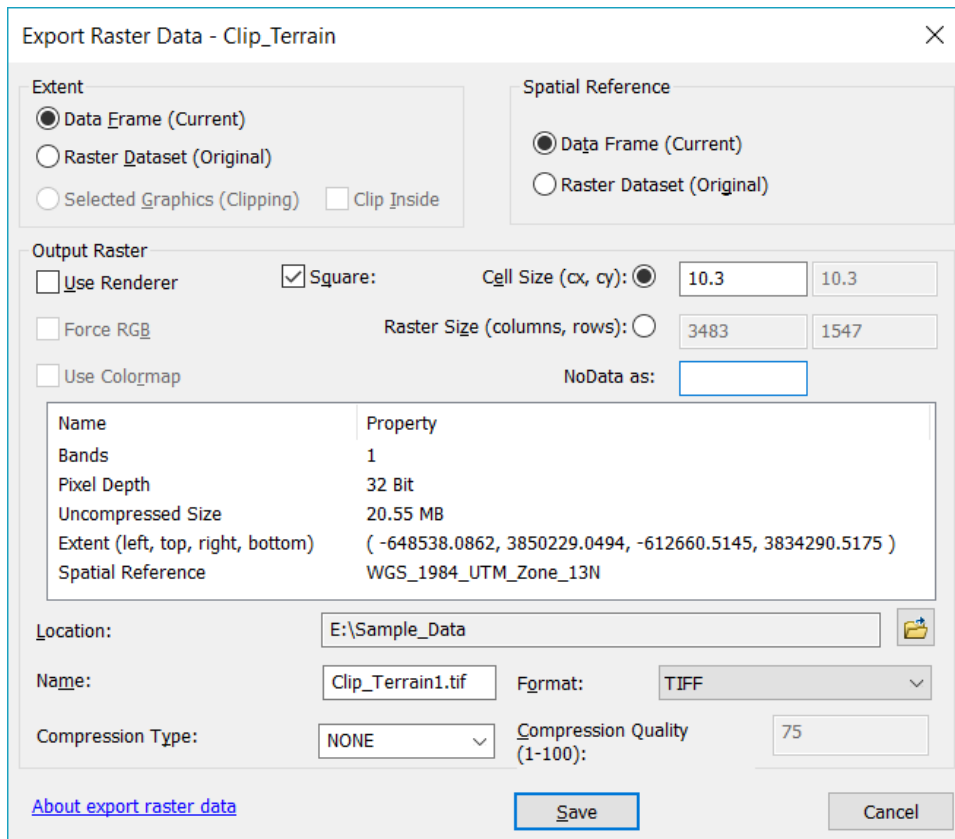 Export Raster Data - Clip_Terrain
Extent
Data Frame (Current)
Raster Dataset (Original)
Selected Graphics (Clipping) Clip Inside
Spatial Reference
Data Frame (Current)
Raster Dataset (Original)
Output Raster
Use Renderer Square: Cell Size (cx, cy): 10.3 10.3
Force RGB Raster Size (columns, rows): 3483 1547
Use Colormap NoData as:
Name Property
Bands 1
Pixel Depth 32 Bit
Uncompressed Size 20.55 MB
Extent (left, top, right, bottom) ( -648538.0862, 3850229.0494, -612660.5145, 3834290.5175 )
Spatial Reference WGS_1984_UTM_Zone_13N
Location: E:\Sample_Data
Name: Clip_Terrain1.tif Format: TIFF
Compression Type: NONE Compression Quality (1-100): 75
About export raster data Save Cancel